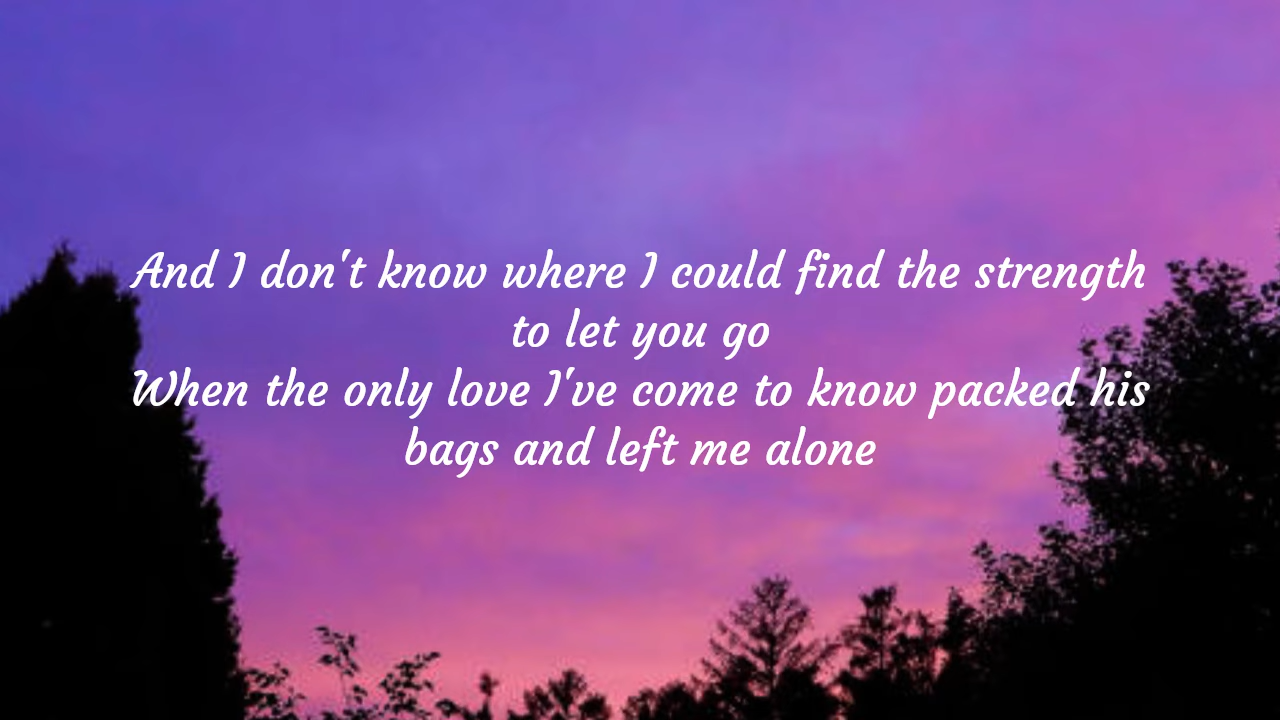 And I don't know where I could find the strength
to let you go
When the only love I've come to know packed his
bags and left me alone